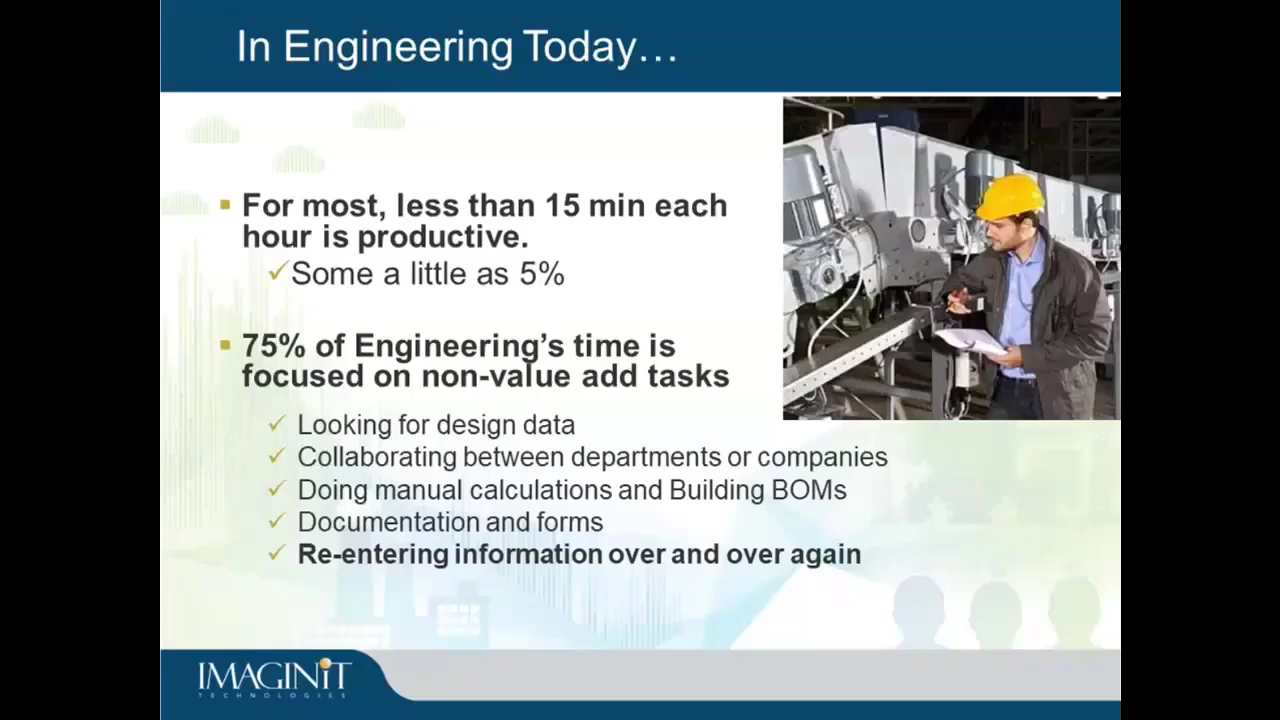 In Engineering Today…
For most, less than 15 min each
hour is productive.
Some a little as 5%
75% of Engineering's time is
focused on non-value add tasks
Looking for design data
Collaborating between departments or companies
Doing manual calculations and Building BOMs
Documentation and forms
Re-entering information over and over again
IMAGINiT
TECHNOLOGIES